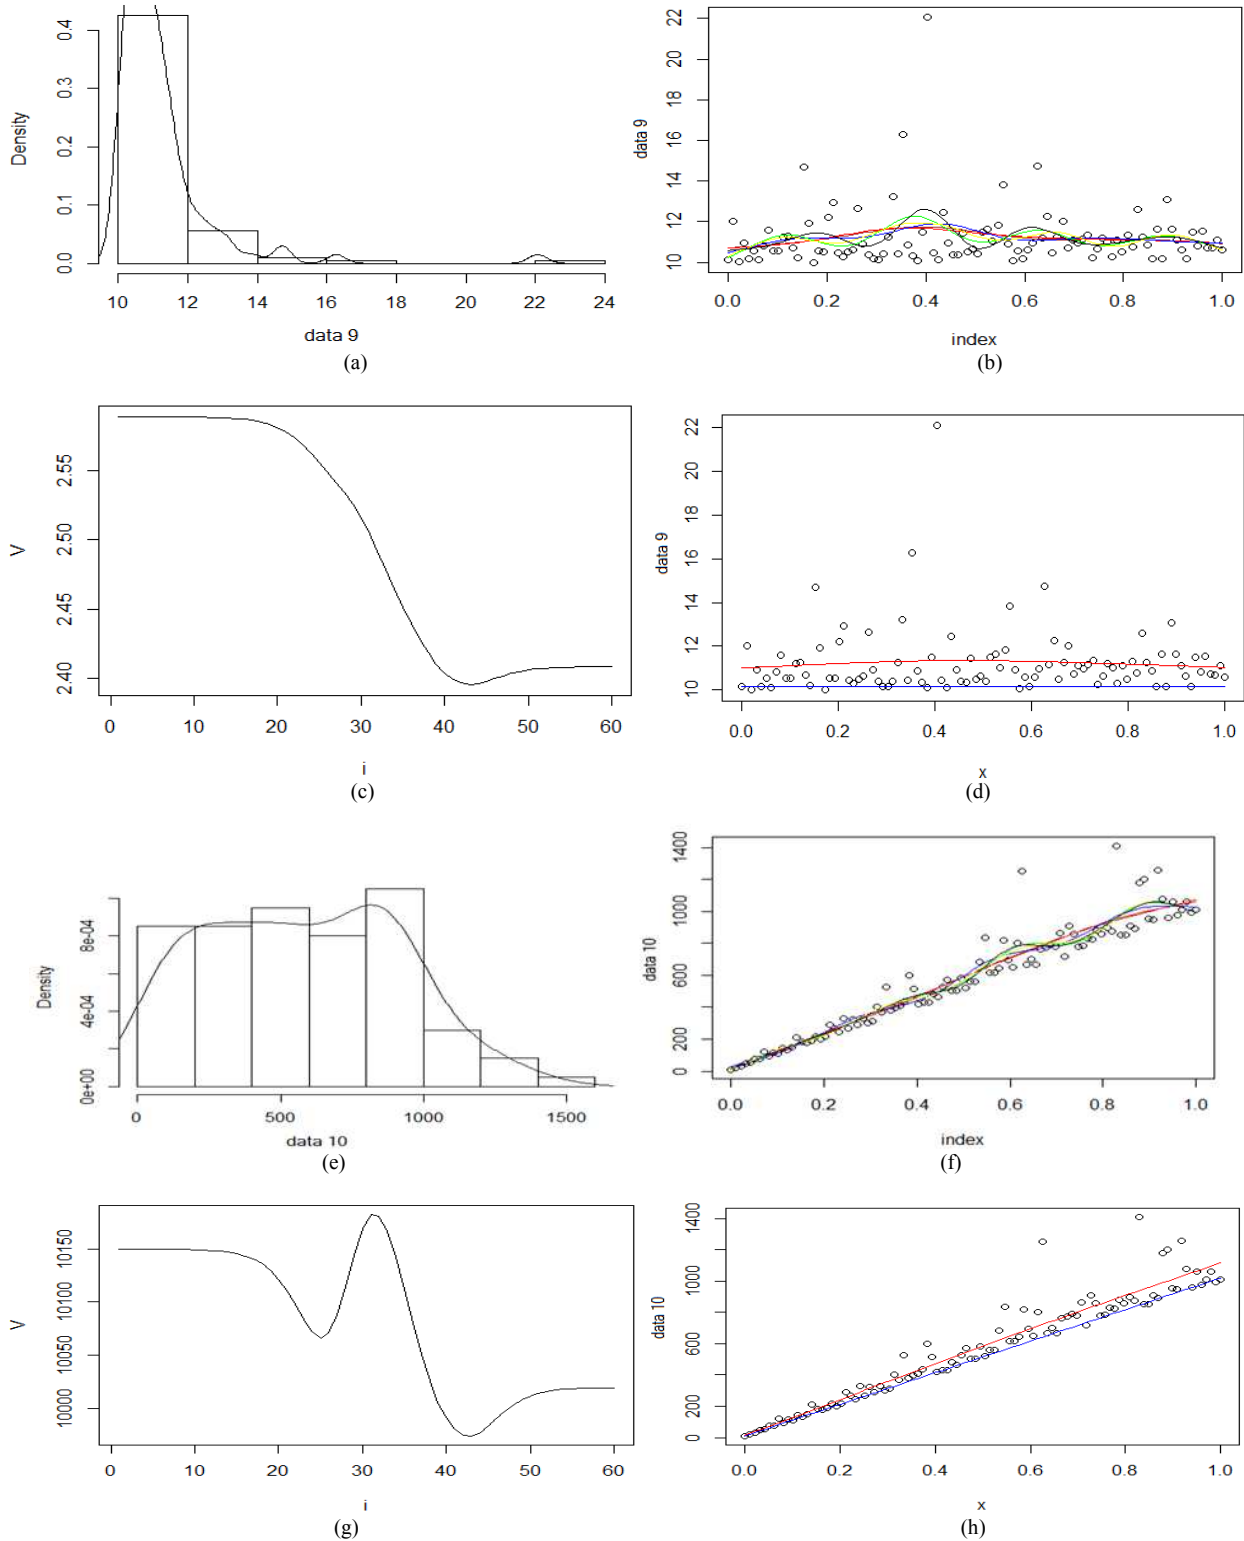 0.4
0.3
0.2
0.1
0.0
Density
10 12 14 16 18 20 22 24
data 9
(a)
22
20
18
16
14
12
10
data 9
0.0 0.2 0.4 0.6 0.8 1.0
index
(b)
2.55
2.50
2.45
2.40
V
0 10 20 30 40 50 60
i
(c)
22
20
18
16
14
12
10
data 9
0.0 0.2 0.4 0.6 0.8 1.0
x
(d)
8e-04
4e-04
0e+00
Density
0 500 1000 1500
data 10
(e)
1400
1000
600
200
0
data 10
0.0 0.2 0.4 0.6 0.8 1.0
index
(f)
10150
10100
10050
10000
V
0 10 20 30 40 50 60
i
(g)
1400
1000
600
200
0
data 10
0.0 0.2 0.4 0.6 0.8 1.0
x
(h)